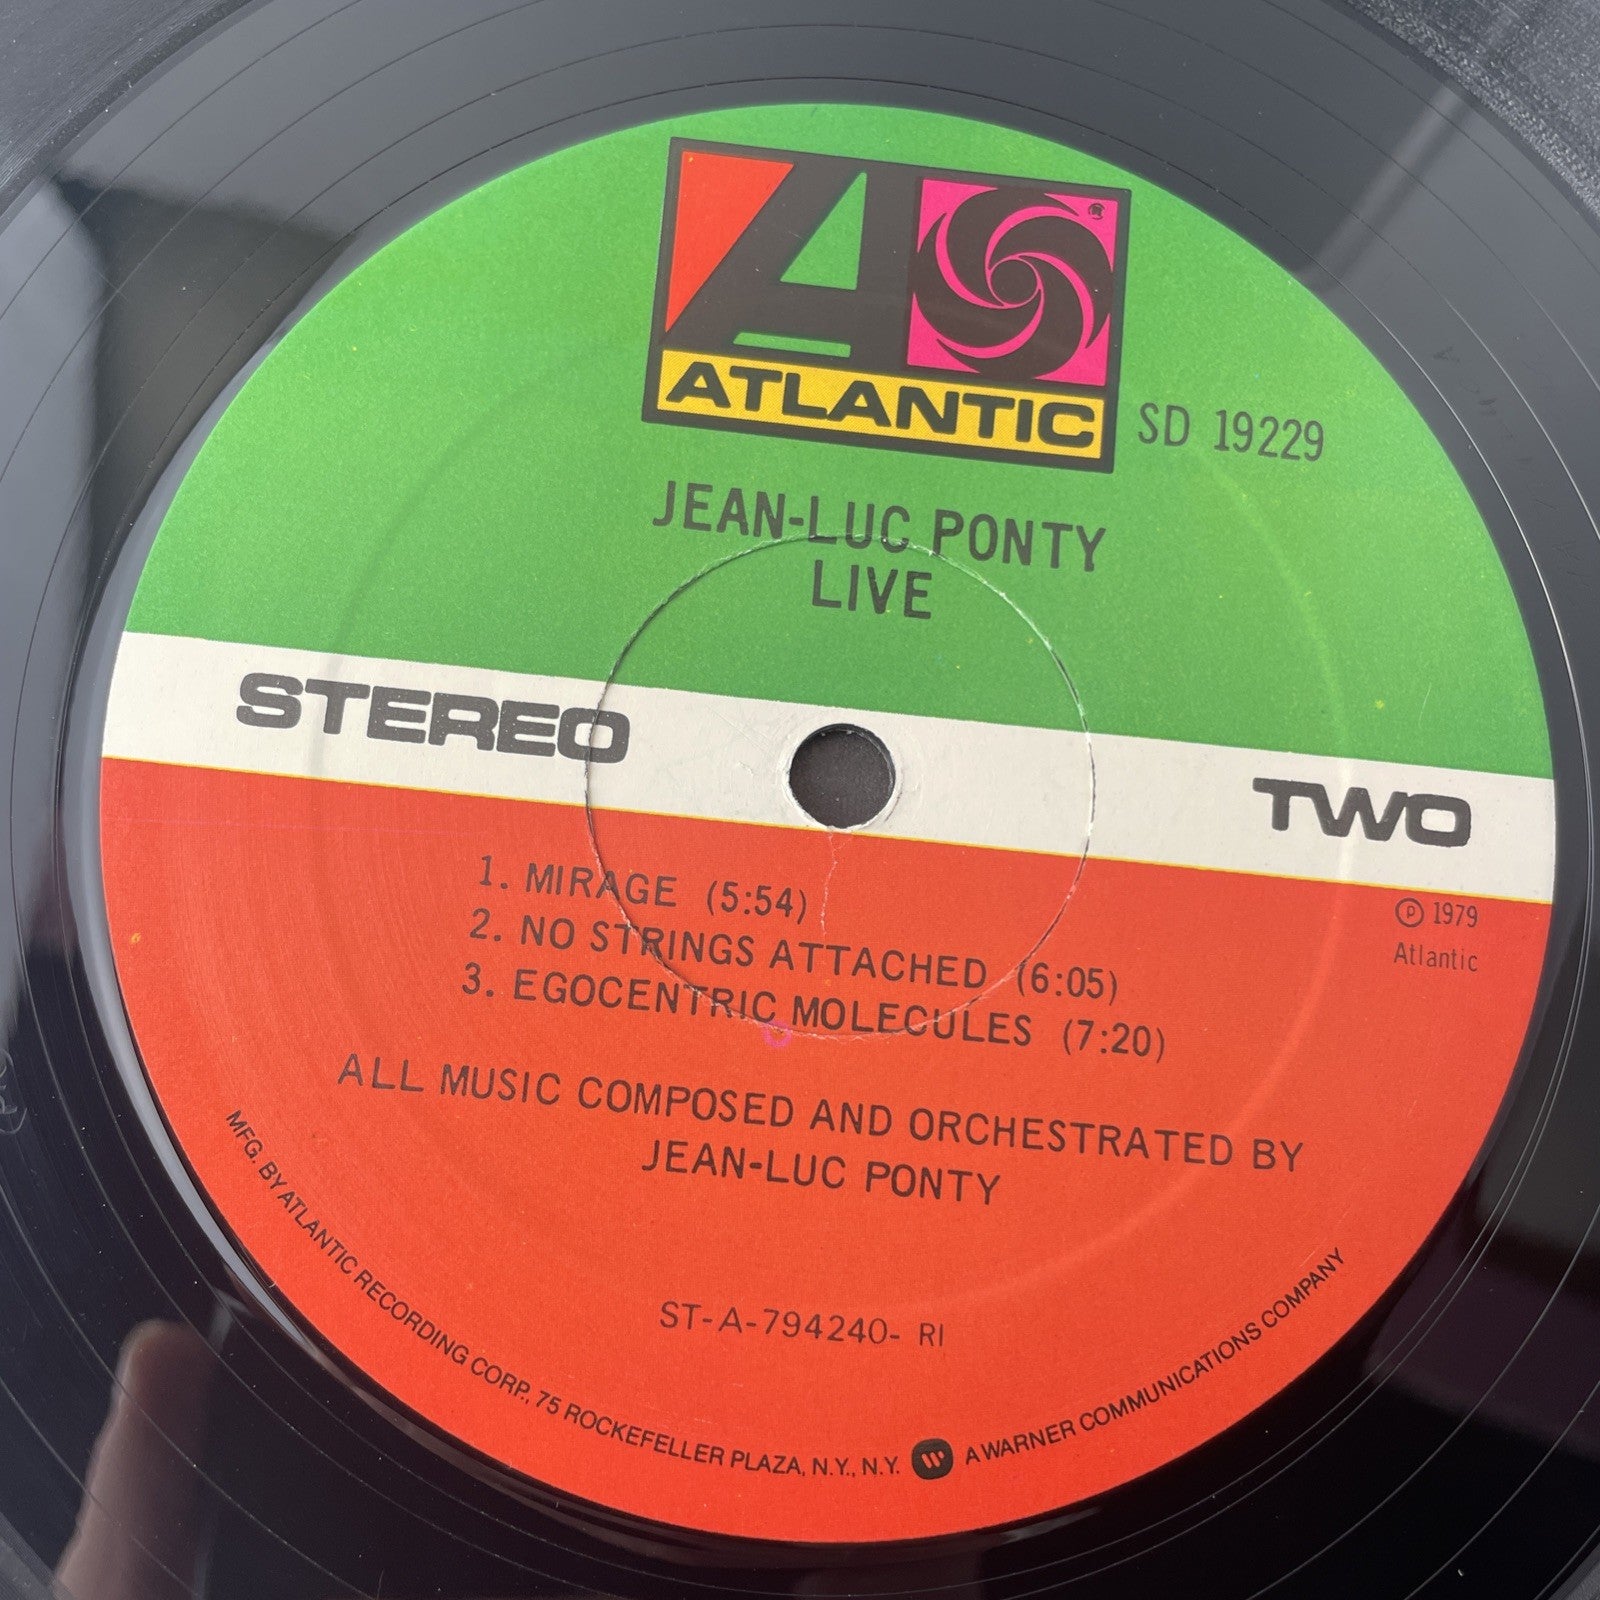 ATLANTIC ®
SD 19229
JEAN-LUC PONTY
LIVE
STEREO
TWO
1. MIRAGE (5:54)
2. NO STRINGS ATTACHED (6:05)
3. EGOCENTRIC MOLECULES (7:20)
℗ 1979
Atlantic
ALL MUSIC COMPOSED AND ORCHESTRATED BY
JEAN-LUC PONTY
ST-A-794240- RI
MFG. BY ATLANTIC RECORDING CORP., 75 ROCKEFELLER PLAZA, N.Y., N.Y. A WARNER COMMUNICATIONS COMPANY